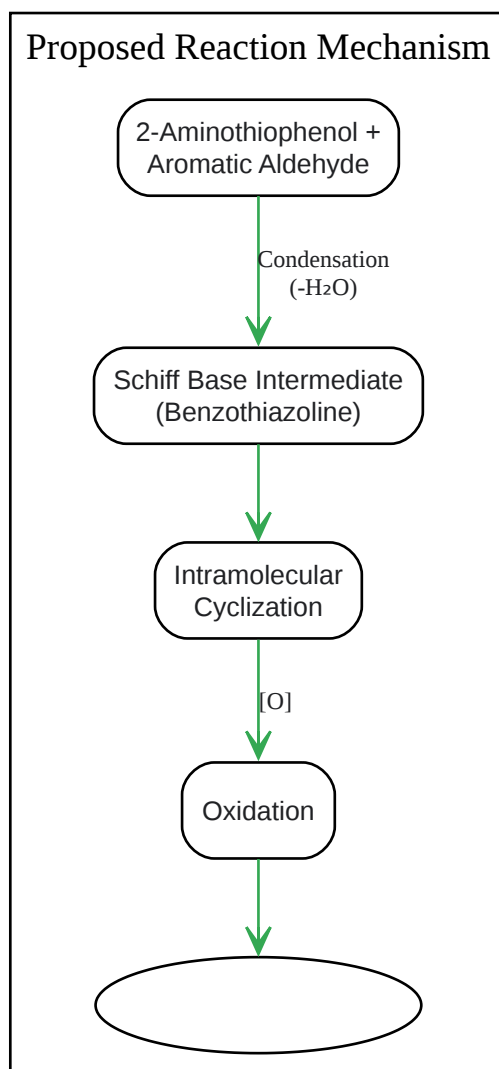 Proposed Reaction Mechanism
2-Aminothiophenol +
Aromatic Aldehyde
Condensation
(-H₂O)
Schiff Base Intermediate
(Benzothiazoline)
Intramolecular
Cyclization
[O]
Oxidation